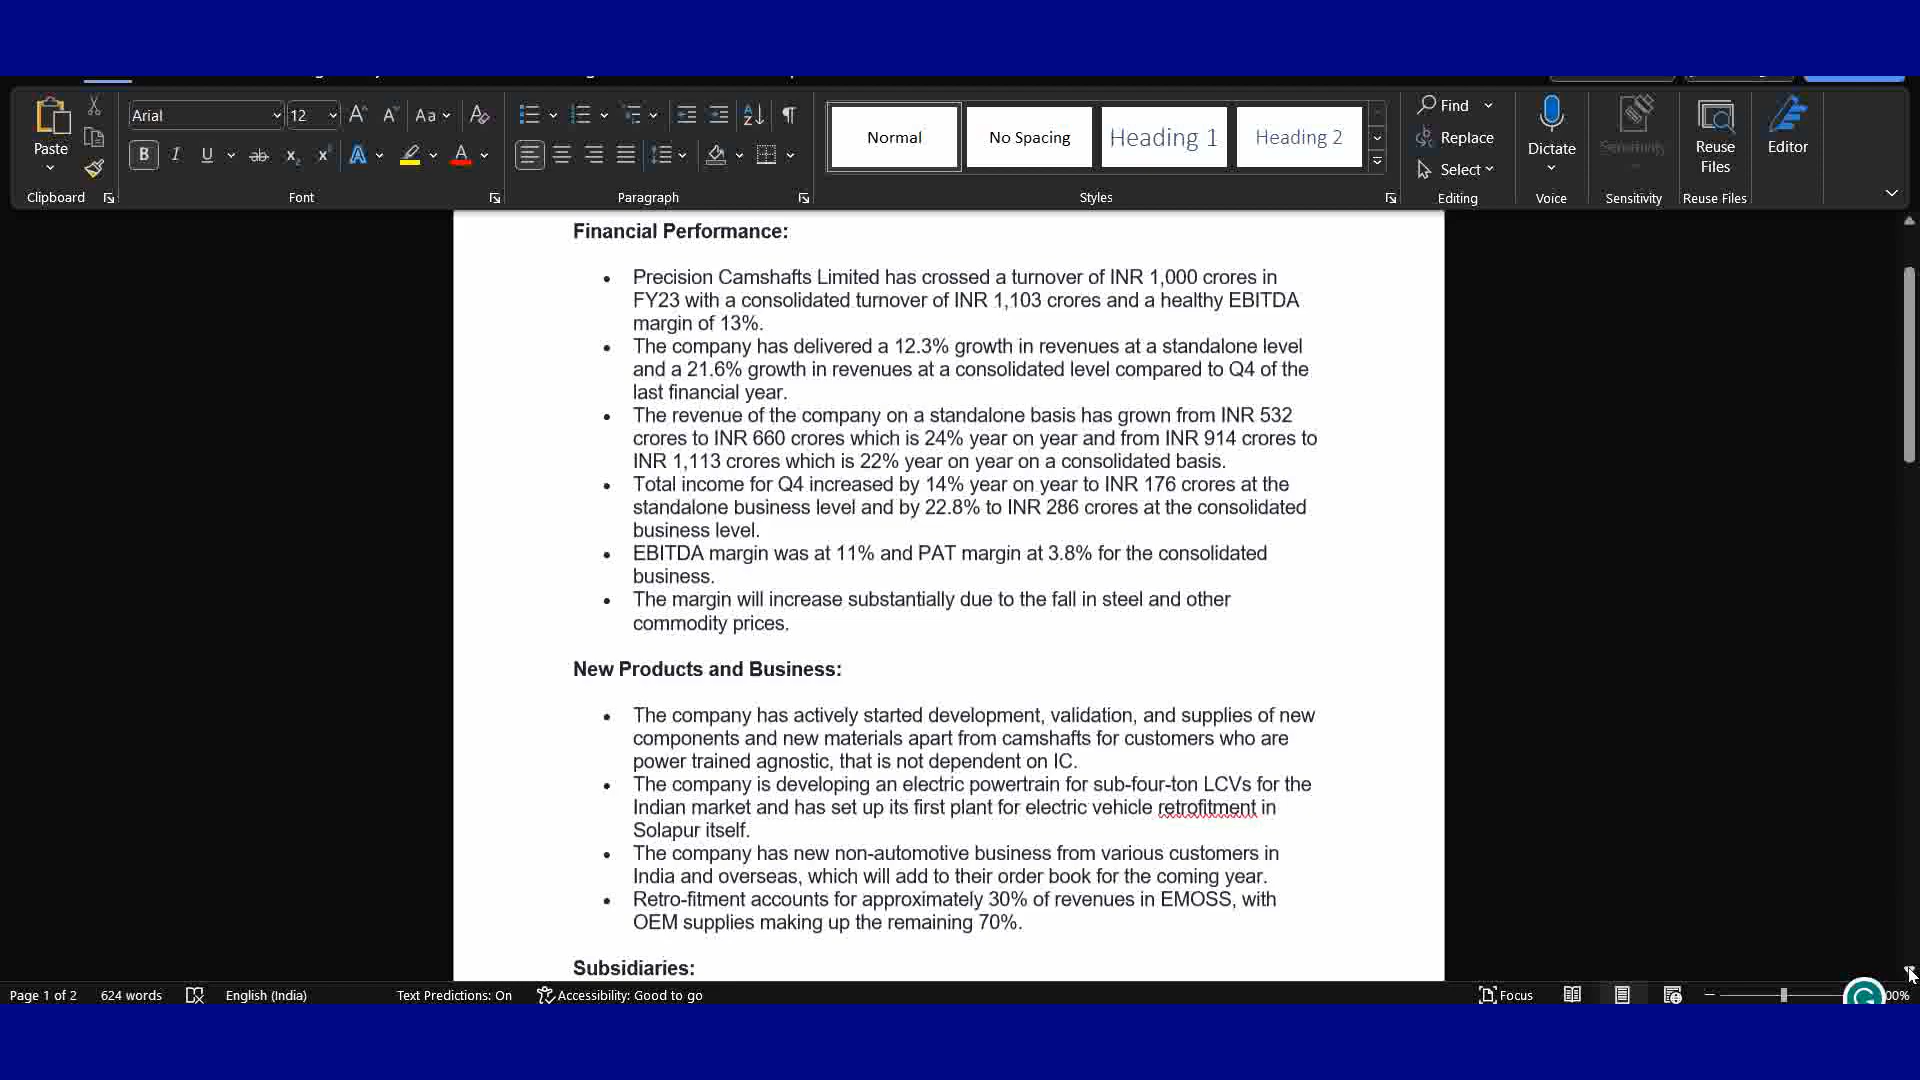 Arial
12
Aa
Paste
Clipboard
Font
Paragraph
Normal
No Spacing
Heading 1
Heading 2
Styles
Find
Replace
Select
Editing
Dictate
Voice
Sensitivity
Sensitivity
Reuse
Files
Reuse Files
Editor
Financial Performance:
• Precision Camshafts Limited has crossed a turnover of INR 1,000 crores in
FY23 with a consolidated turnover of INR 1,103 crores and a healthy EBITDA
margin of 13%.
• The company has delivered a 12.3% growth in revenues at a standalone level
and a 21.6% growth in revenues at a consolidated level compared to Q4 of the
last financial year.
• The revenue of the company on a standalone basis has grown from INR 532
crores to INR 660 crores which is 24% year on year and from INR 914 crores to
INR 1,113 crores which is 22% year on year on a consolidated basis.
• Total income for Q4 increased by 14% year on year to INR 176 crores at the
standalone business level and by 22.8% to INR 286 crores at the consolidated
business level.
• EBITDA margin was at 11% and PAT margin at 3.8% for the consolidated
business.
• The margin will increase substantially due to the fall in steel and other
commodity prices.
New Products and Business:
• The company has actively started development, validation, and supplies of new
components and new materials apart from camshafts for customers who are
power trained agnostic, that is not dependent on IC.
• The company is developing an electric powertrain for sub-four-ton LCVs for the
Indian market and has set up its first plant for electric vehicle retrofitment in
Solapur itself.
• The company has new non-automotive business from various customers in
India and overseas, which will add to their order book for the coming year.
• Retro-fitment accounts for approximately 30% of revenues in EMOSS, with
OEM supplies making up the remaining 70%.
Subsidiaries:
Page 1 of 2
624 words
English (India)
Text Predictions: On
Accessibility: Good to go
Focus
00%